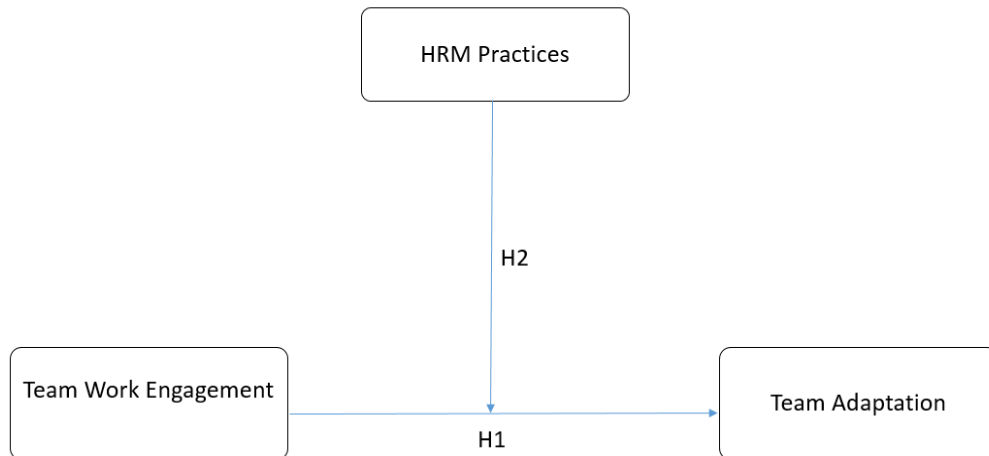 HRM Practices
H2
Team Work Engagement
Team Adaptation
H1